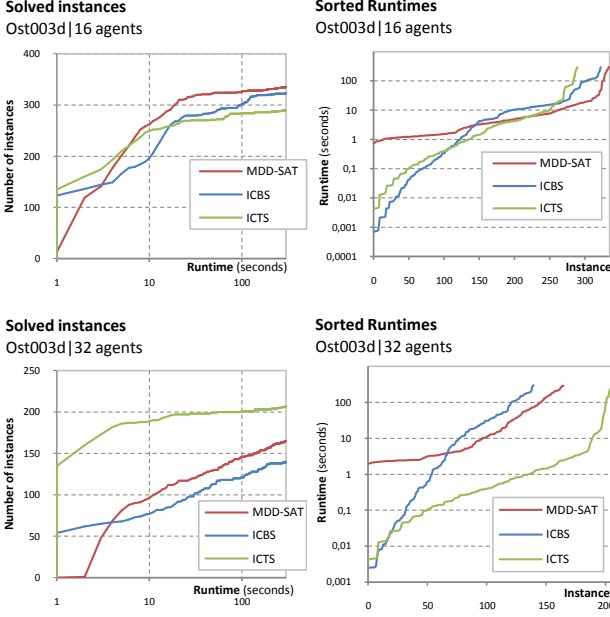 Solved instances
Ost003d|16 agents
Number of instances
400
300
200
100
0
1
10
100
Runtime (seconds)
MDD-SAT
ICBS
ICTS
Sorted Runtimes
Ost003d|16 agents
Runtime (seconds)
100
10
1
0,1
0,01
0,001
0,0001
0
50
100
150
200
250
300
Instance
MDD-SAT
ICBS
ICTS
Solved instances
Ost003d|32 agents
Number of instances
250
200
150
100
50
0
1
10
100
Runtime (seconds)
MDD-SAT
ICBS
ICTS
Sorted Runtimes
Ost003d|32 agents
Runtime (seconds)
100
10
1
0,1
0,01
0,001
0
50
100
150
200
Instance
MDD-SAT
ICBS
ICTS